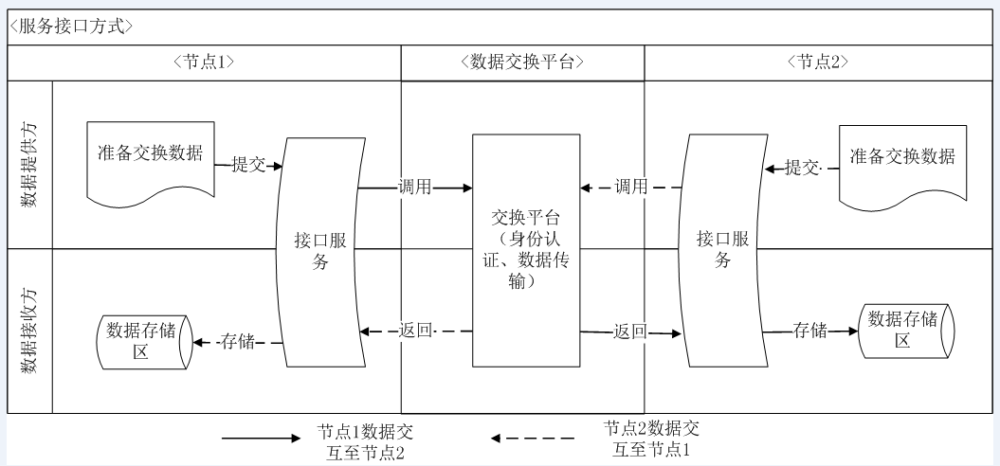 <服务接口方式>
<节点1>
<数据交换平台>
<节点2>
数据提供方
准备交换数据
提交
调用
调用
提交
准备交换数据
接口服
务
交换平台
（身份认
证、数据传
输）
接口服
务
数据接收方
数据存储
区
存储
返回
返回
存储
数据存储
区
节点1数据交
互至节点2
节点2数据交
互至节点1